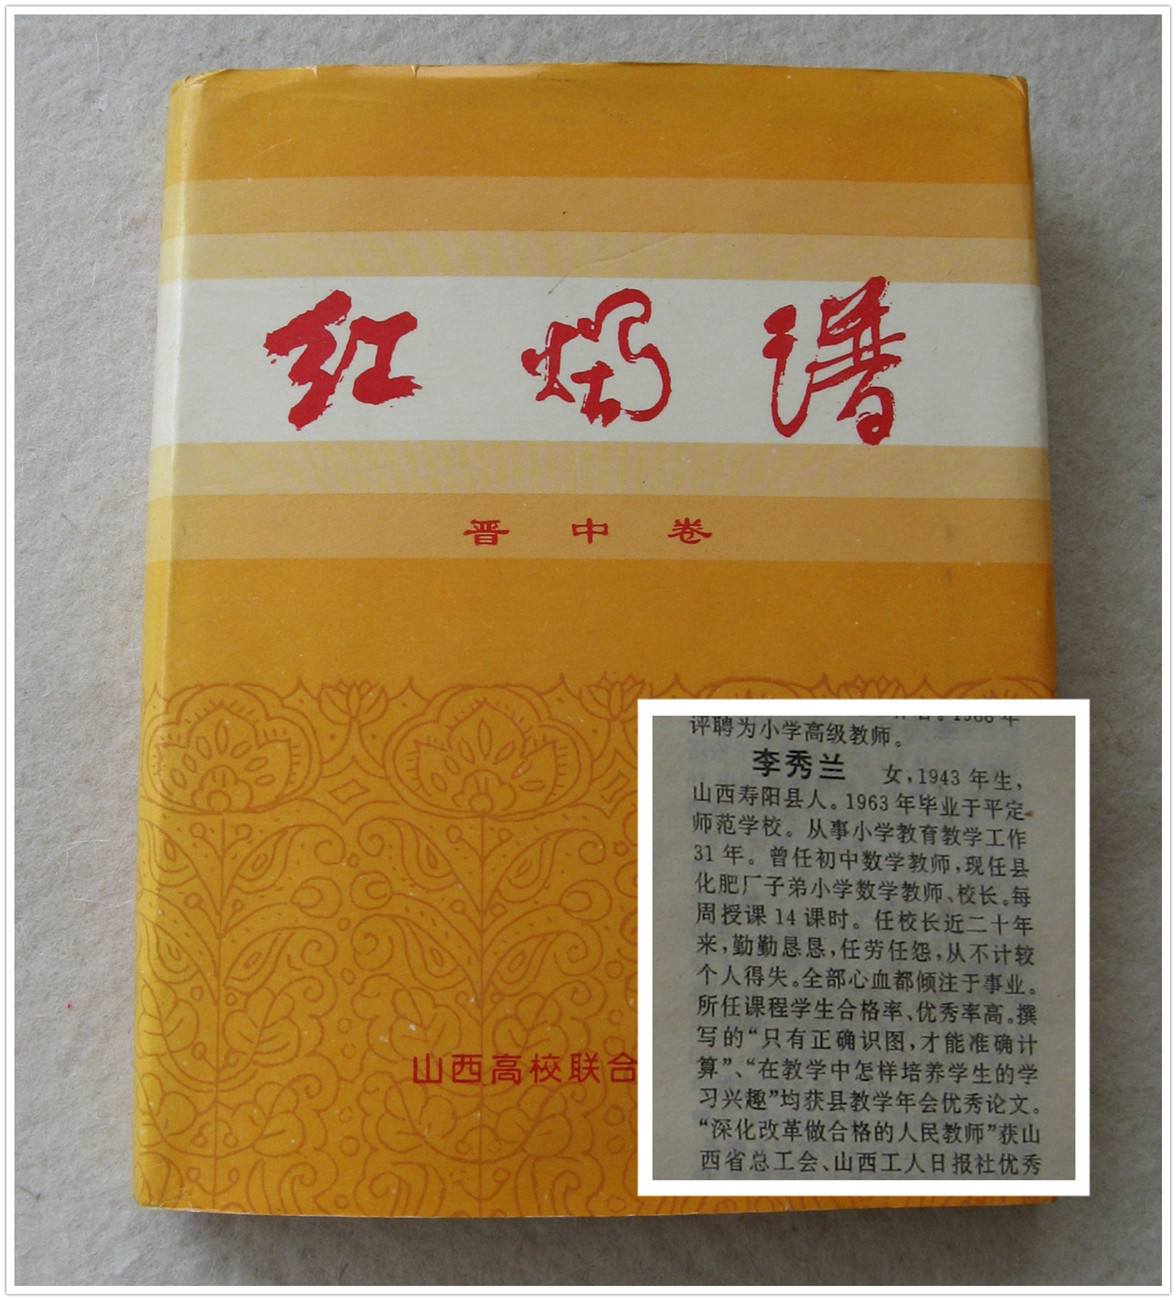 红烛谱
晋中卷
山西高校联合
评聘为小学高级教师。
李秀兰 女,1943年生,
山西寿阳县人。1963年毕业于平定
师范学校。从事小学教育教学工作
31年。曾任初中数学教师,现任县
化肥厂子弟小学数学教师、校长。每
周授课14课时。任校长近二十年
来,勤勤恳恳,任劳任怨,从不计较
个人得失。全部心血都倾注于事业。
所任课程学生合格率、优秀率高。撰
写的“只有正确识图,才能准确计
算”、“在教学中怎样培养学生的学
习兴趣”均获县教学年会优秀论文。
“深化改革做合格的人民教师”获山
西省总工会、山西工人日报社优秀